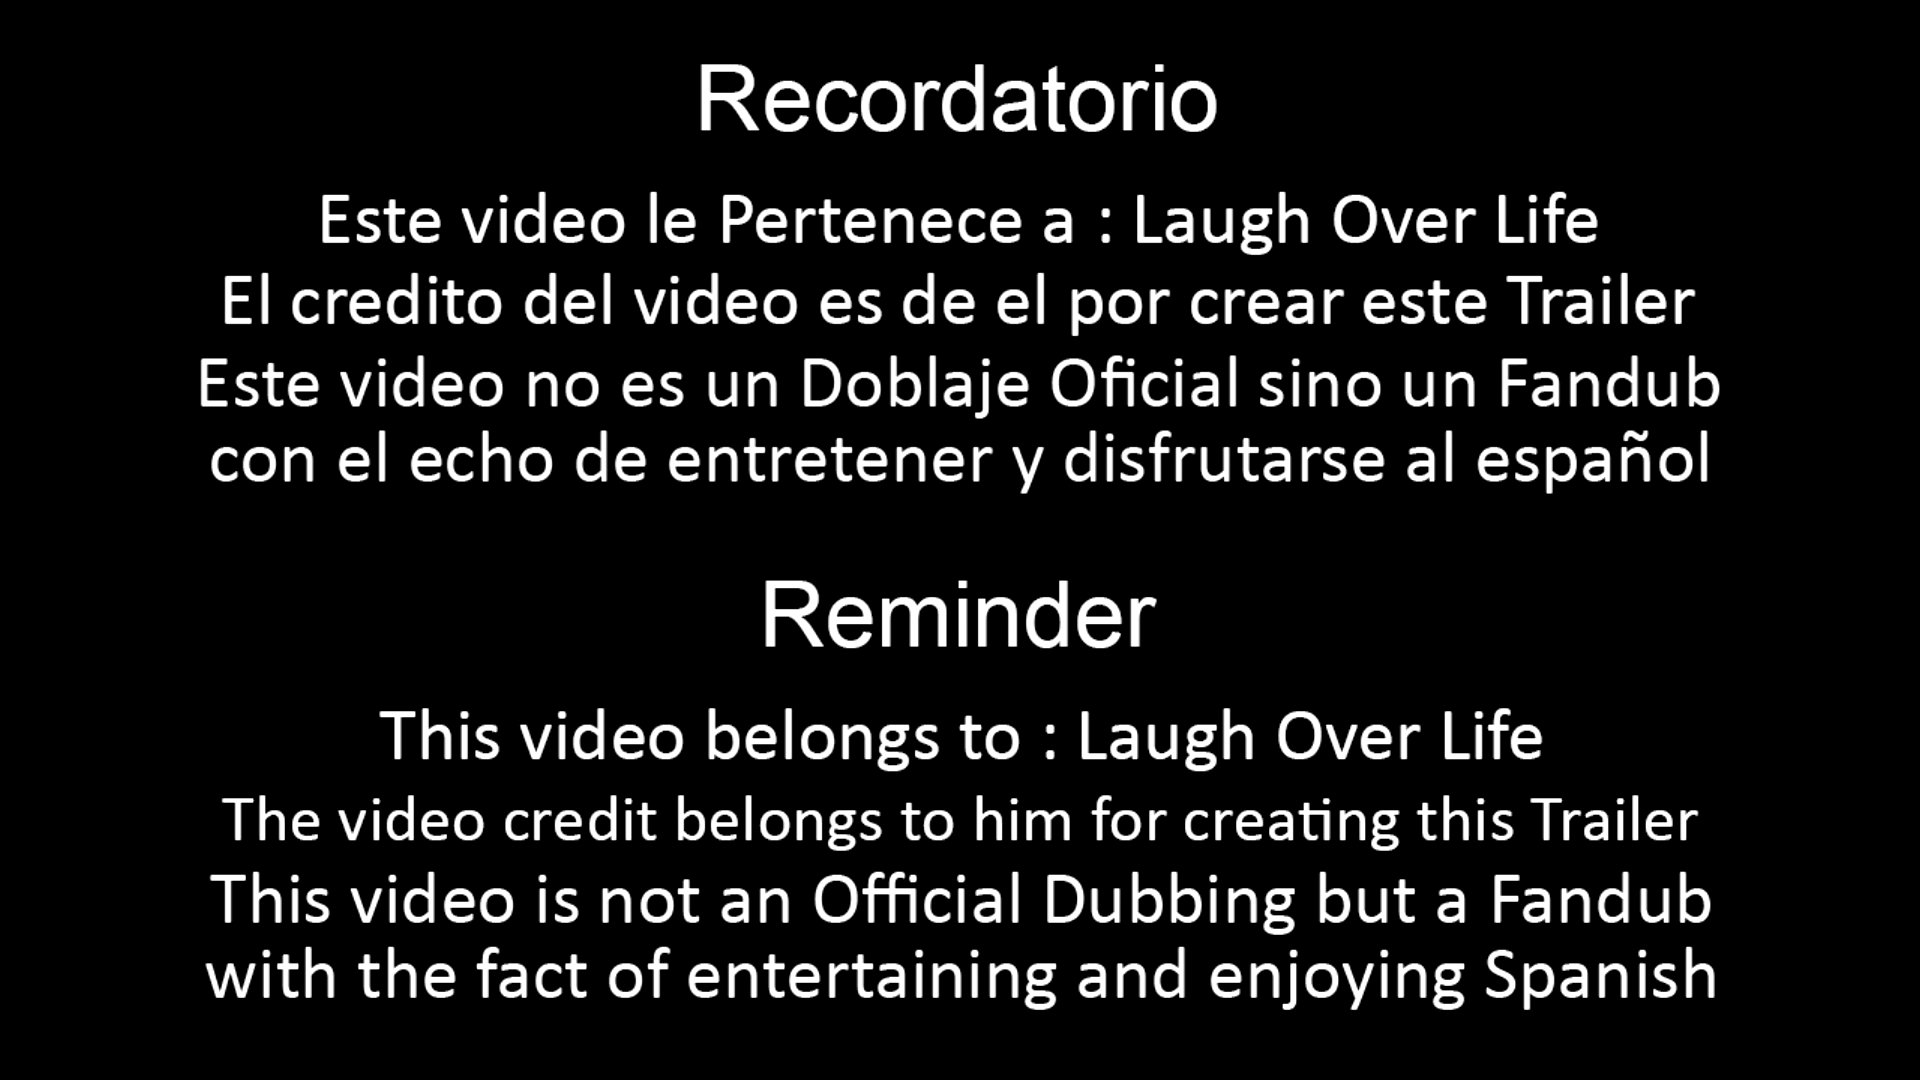 Recordatorio
Este video le Pertenece a : Laugh Over Life
El credito del video es de el por crear este Trailer
Este video no es un Doblaje Oficial sino un Fandub
con el echo de entretener y disfrutarse al español
Reminder
This video belongs to : Laugh Over Life
The video credit belongs to him for creating this Trailer
This video is not an Official Dubbing but a Fandub
with the fact of entertaining and enjoying Spanish